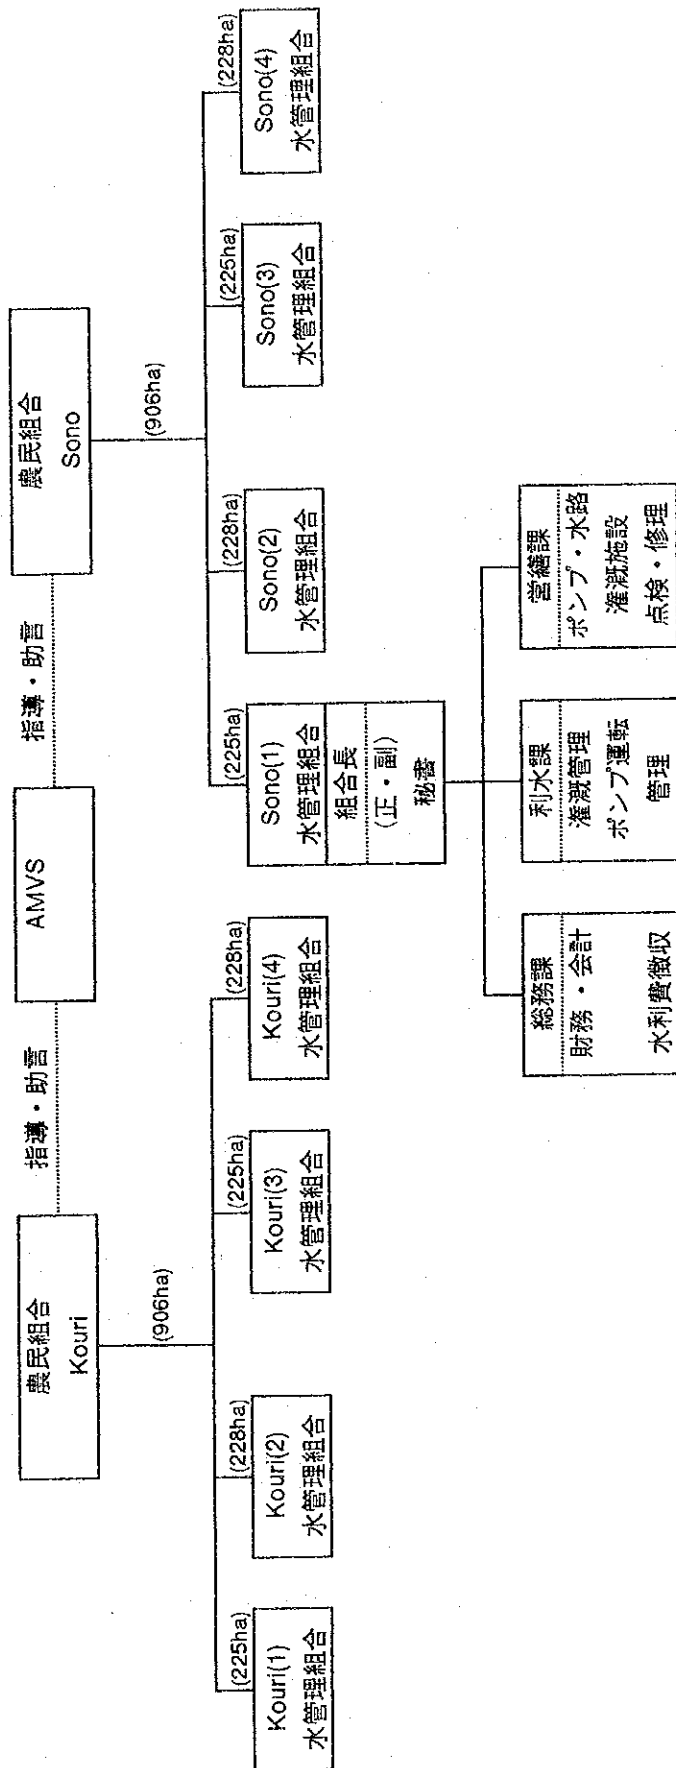 農民組合
Kouri
指導・助言
AMVS
指導・助言
農民組合
Sono
(906ha)
(906ha)
(225ha)
Kouri(1)
水管理組合
(228ha)
Kouri(2)
水管理組合
(225ha)
Kouri(3)
水管理組合
(228ha)
Kouri(4)
水管理組合
(225ha)
Sono(1)
水管理組合
組合長
(正・副)
秘書
(228ha)
Sono(2)
水管理組合
(225ha)
Sono(3)
水管理組合
(228ha)
Sono(4)
水管理組合
総務課
財務・会計
水利費徴収
利水課
灌漑管理
ポンプ運転
管理
営繕課
ポンプ・水路
灌漑施設
点検・修理